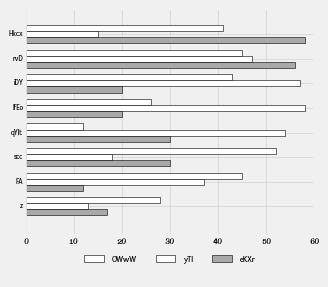 Hkcx
rvD
iDY
lFEo
qYlt
scc
FA
z
0 10 20 30 40 50 60
OWwW yTl eKXr